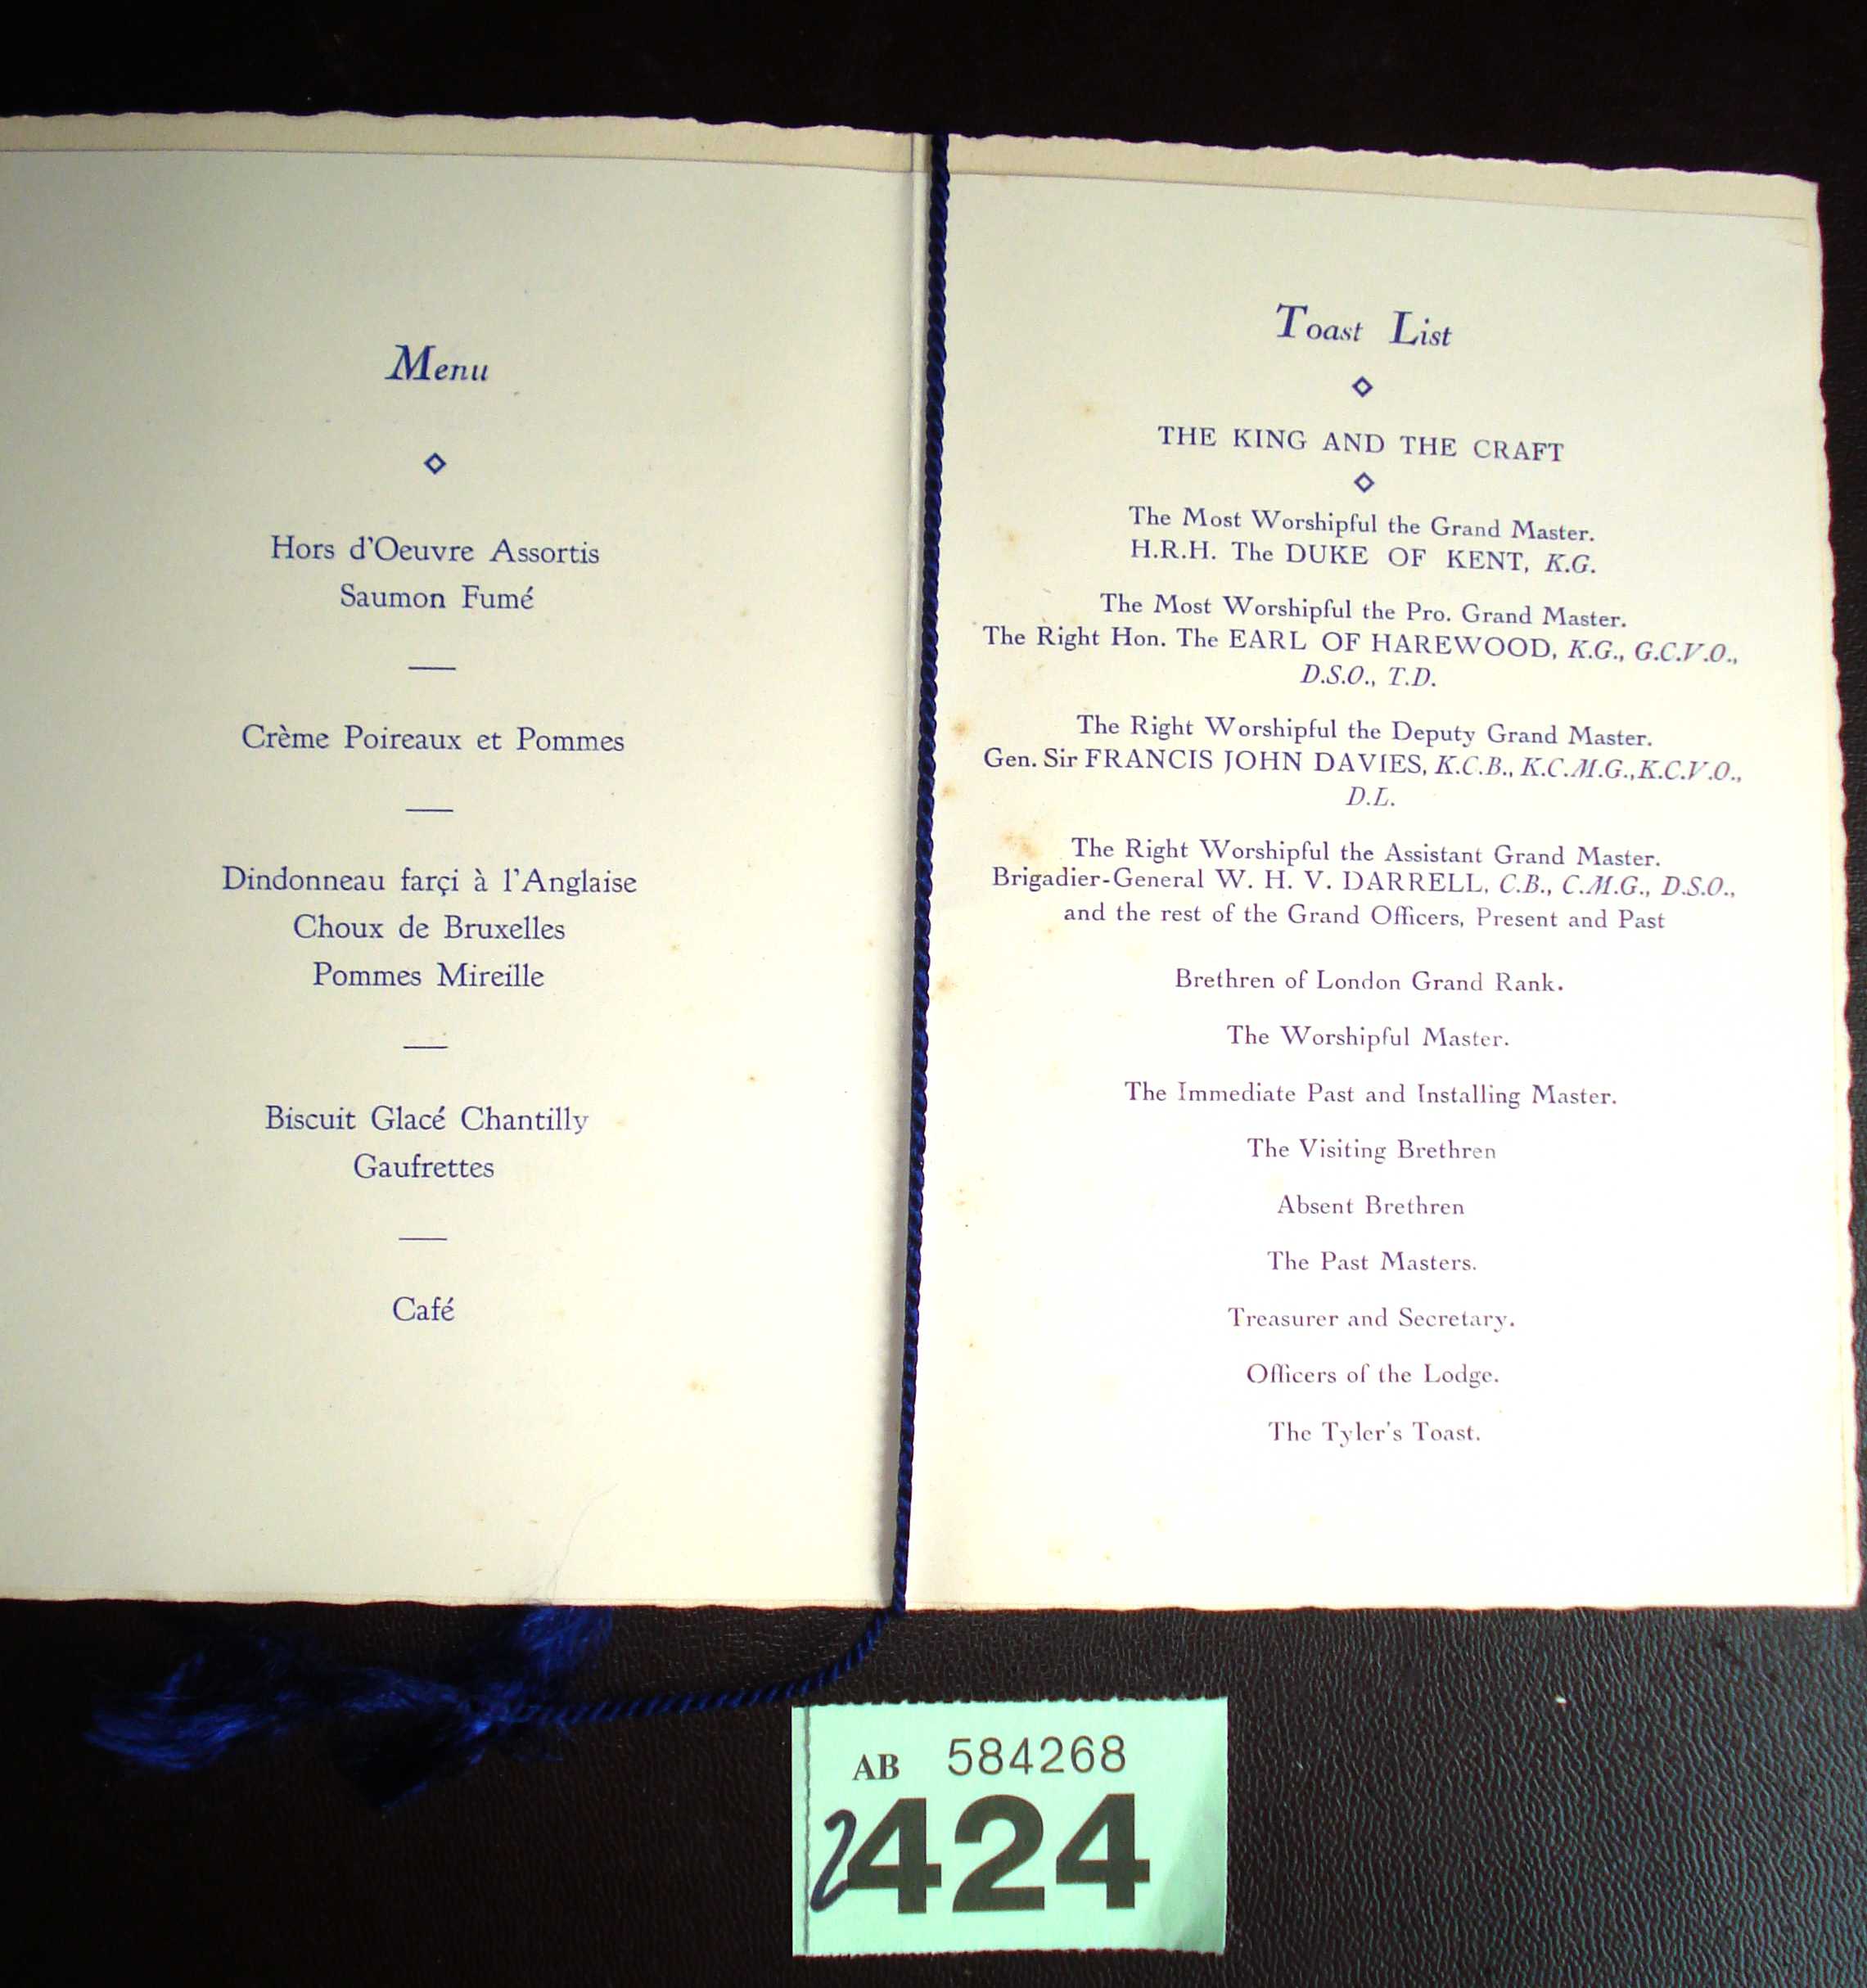 Menu
Hors d'Oeuvre Assortis
Saumon Fumé
Crème Poireaux et Pommes
Dindonneau farçi à l'Anglaise
Choux de Bruxelles
Pommes Mireille
Biscuit Glacé Chantilly
Gaufrettes
Café
Toast List
THE KING AND THE CRAFT
The Most Worshipful the Grand Master.
H.R.H. The DUKE OF KENT, K.G.
The Most Worshipful the Pro. Grand Master.
The Right Hon. The EARL OF HAREWOOD, K.G., G.C.V.O.,
D.S.O., T.D.
The Right Worshipful the Deputy Grand Master.
Gen. Sir FRANCIS JOHN DAVIES, K.C.B., K.C.M.G., K.C.V.O.,
D.L.
The Right Worshipful the Assistant Grand Master.
Brigadier-General W. H. V. DARRELL, C.B., C.M.G., D.S.O.,
and the rest of the Grand Officers, Present and Past
Brethren of London Grand Rank.
The Worshipful Master.
The Immediate Past and Installing Master.
The Visiting Brethren
Absent Brethren
The Past Masters.
Treasurer and Secretary.
Officers of the Lodge.
The Tyler's Toast.
AB 584268
2424